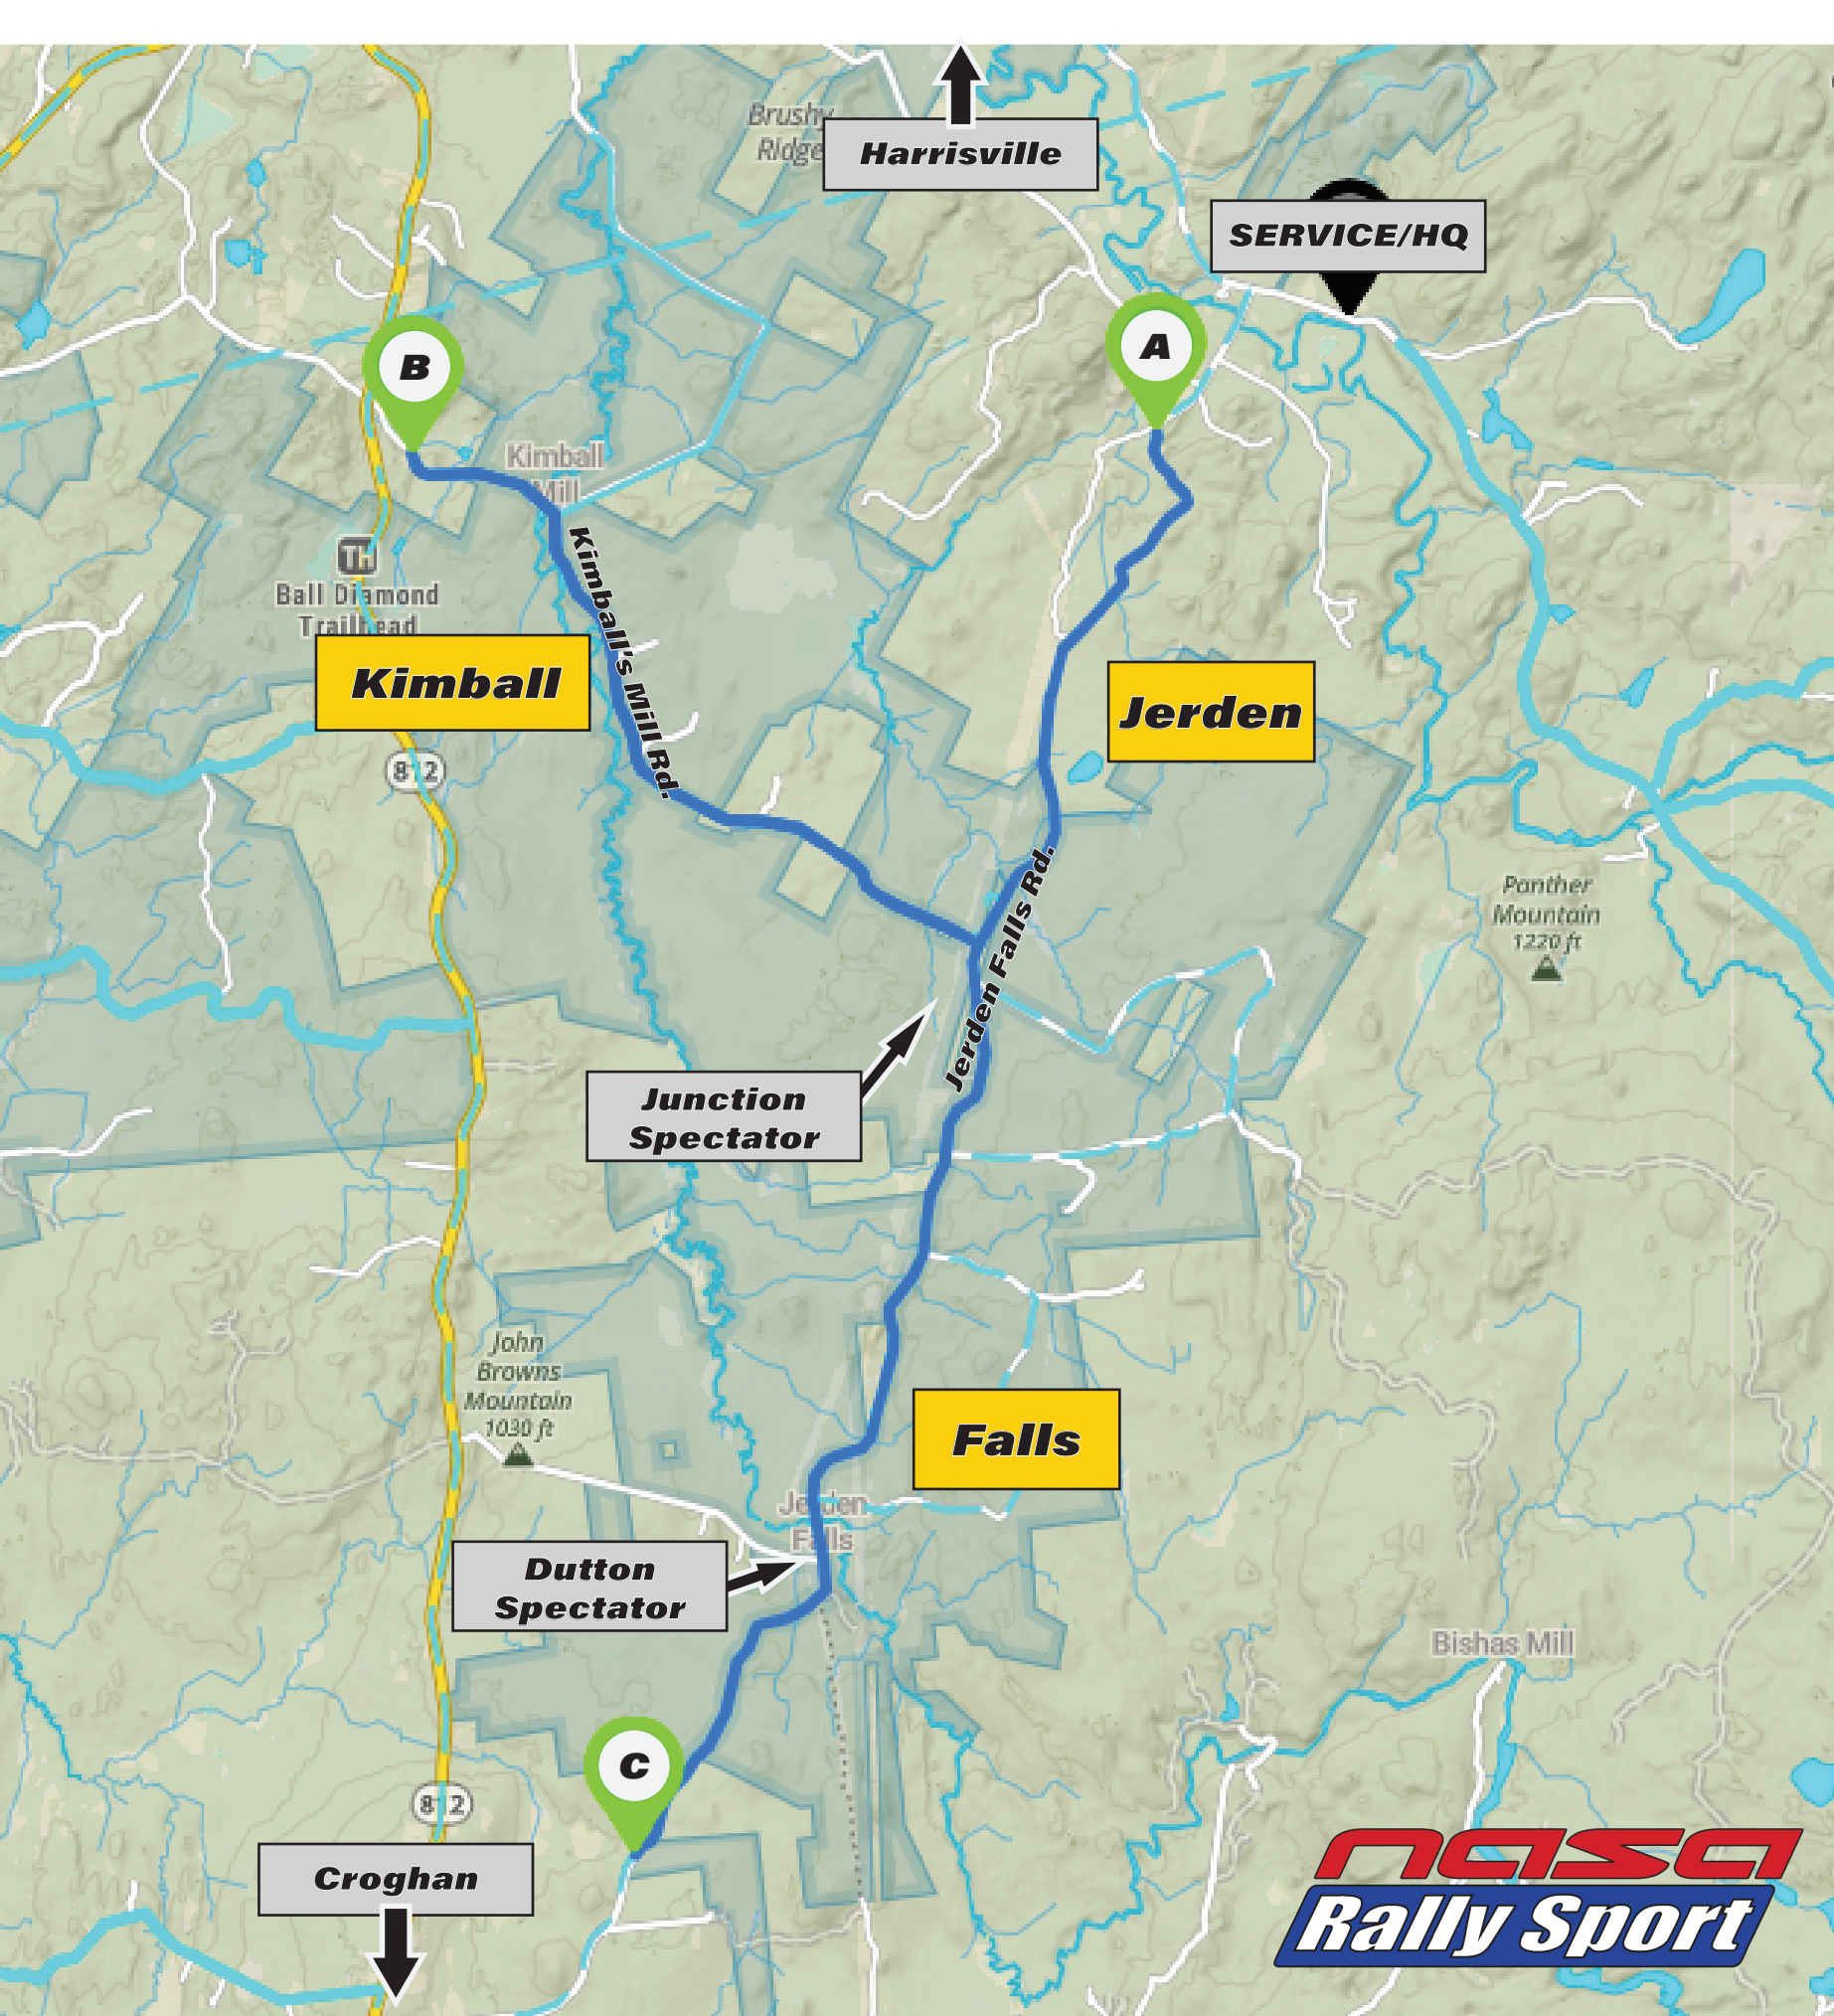 Brushy
Ridge
Harrisville
SERVICE/HQ
A
B
Kimball
Mill
TH
Ball Diamond
Trailhead
Kimball's Mill Rd.
Kimball
Jerden
812
Jerden Falls Rd.
Panther
Mountain
1220 ft
Junction
Spectator
John
Browns
Mountain
1030 ft
Falls
Jerden
Falls
Dutton
Spectator
Bishas Mill
C
812
Croghan
nasa
Rally Sport